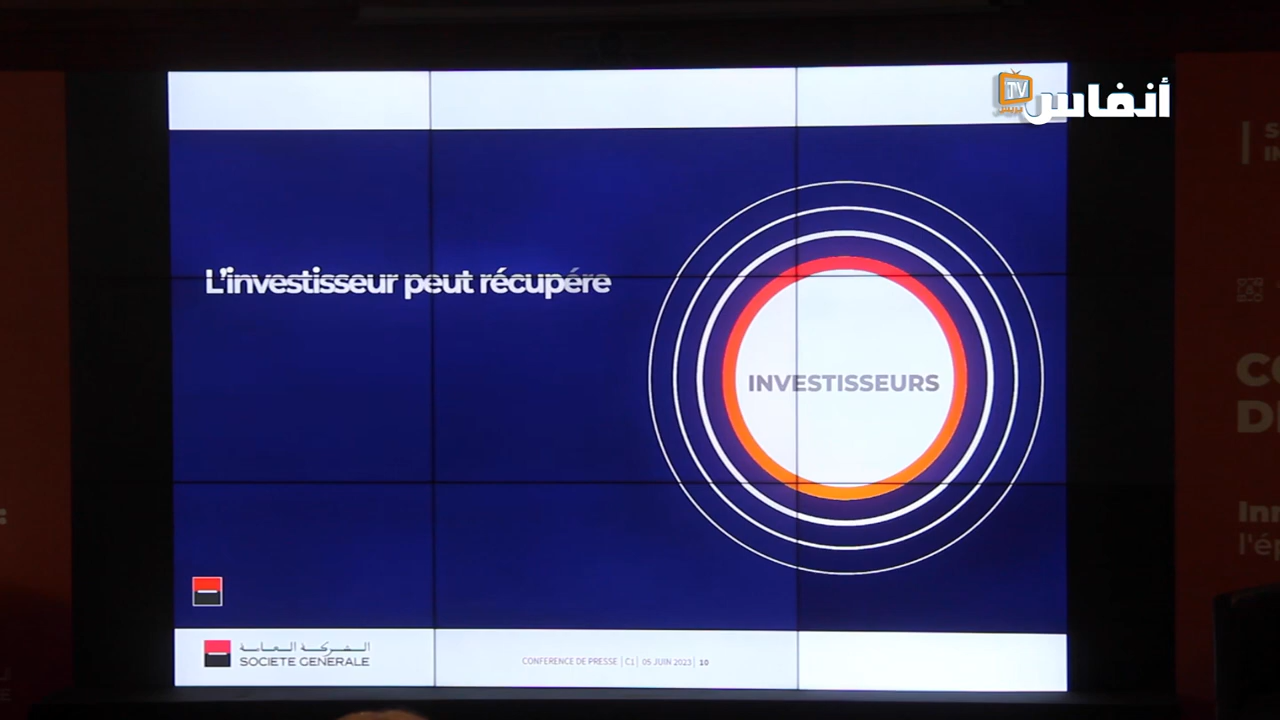 TV أنفاس
L'investisseur peut récupére
INVESTISSEURS
الشركة العامة
SOCIETE GENERALE
CONFERENCE DE PRESSE | C1 | 05 JUIN 2023 | 10